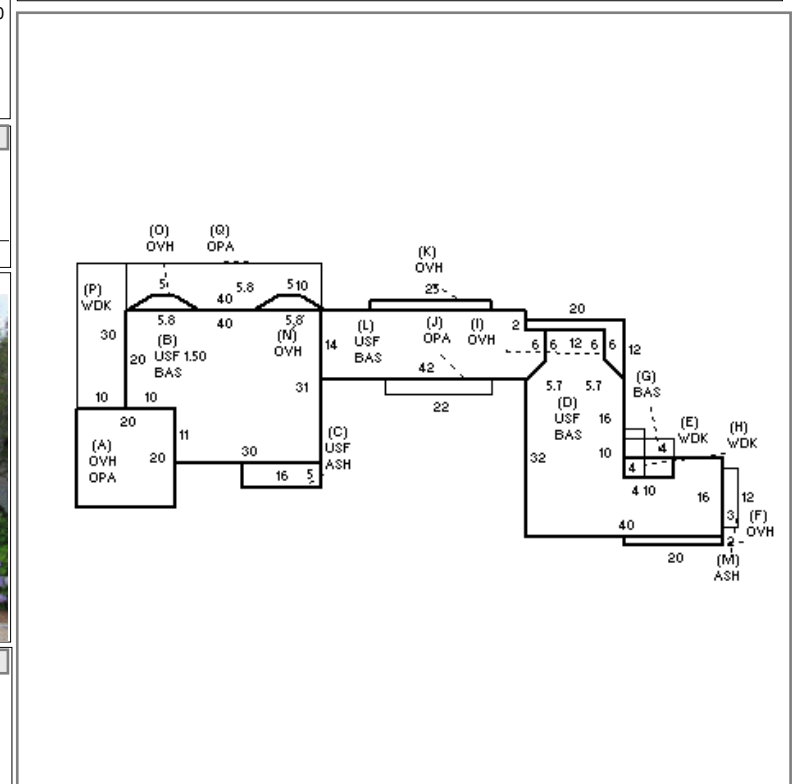 0
(O)
OVH
(Q)
OPA
(K)
OVH
(P)
WDK
5
5.8
5 10
25
40
20
5.8
40
5.8
(L)
USF
BAS
(J)
OPA
(I)
OVH
2
30
(B)
USF 1.50
BAS
(N)
OVH
14
6 6 12 6 6
12
20
42
31
5.7 5.7
(G)
BAS
10
10
22
(D)
USF
BAS
16
20
11
(C)
USF
ASH
(E)
WDK
(H)
WDK
(A)
OVH
OPA
20
30
32
10
4
4
16 5
4 10
16
12
3
(F)
OVH
40
2
20
(M)
ASH